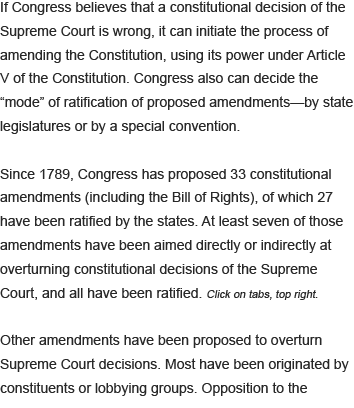 If Congress believes that a constitutional decision of the
Supreme Court is wrong, it can initiate the process of
amending the Constitution, using its power under Article
V of the Constitution. Congress also can decide the
“mode” of ratification of proposed amendments—by state
legislatures or by a special convention.
Since 1789, Congress has proposed 33 constitutional
amendments (including the Bill of Rights), of which 27
have been ratified by the states. At least seven of those
amendments have been aimed directly or indirectly at
overturning constitutional decisions of the Supreme
Court, and all have been ratified. Click on tabs, top right.
Other amendments have been proposed to overturn
Supreme Court decisions. Most have been originated by
constituents or lobbying groups. Opposition to the